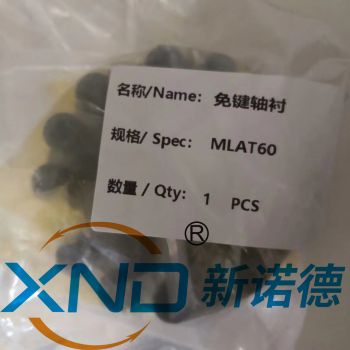 名称/Name: 免键轴衬
规格/ Spec: MLAT60
数量 / Qty: 1 PCS
®
XND 新诺德